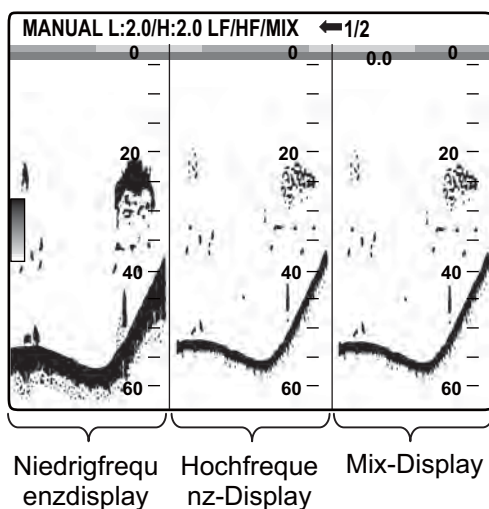 MANUAL L:2.0/H:2.0 LF/HF/MIX ⬅1/2
0 0 0.0 0
20 20 20
40 40 40
60 60 60
Niedrigfrequ
enzdisplay
Hochfreque
nz-Display
Mix-Display